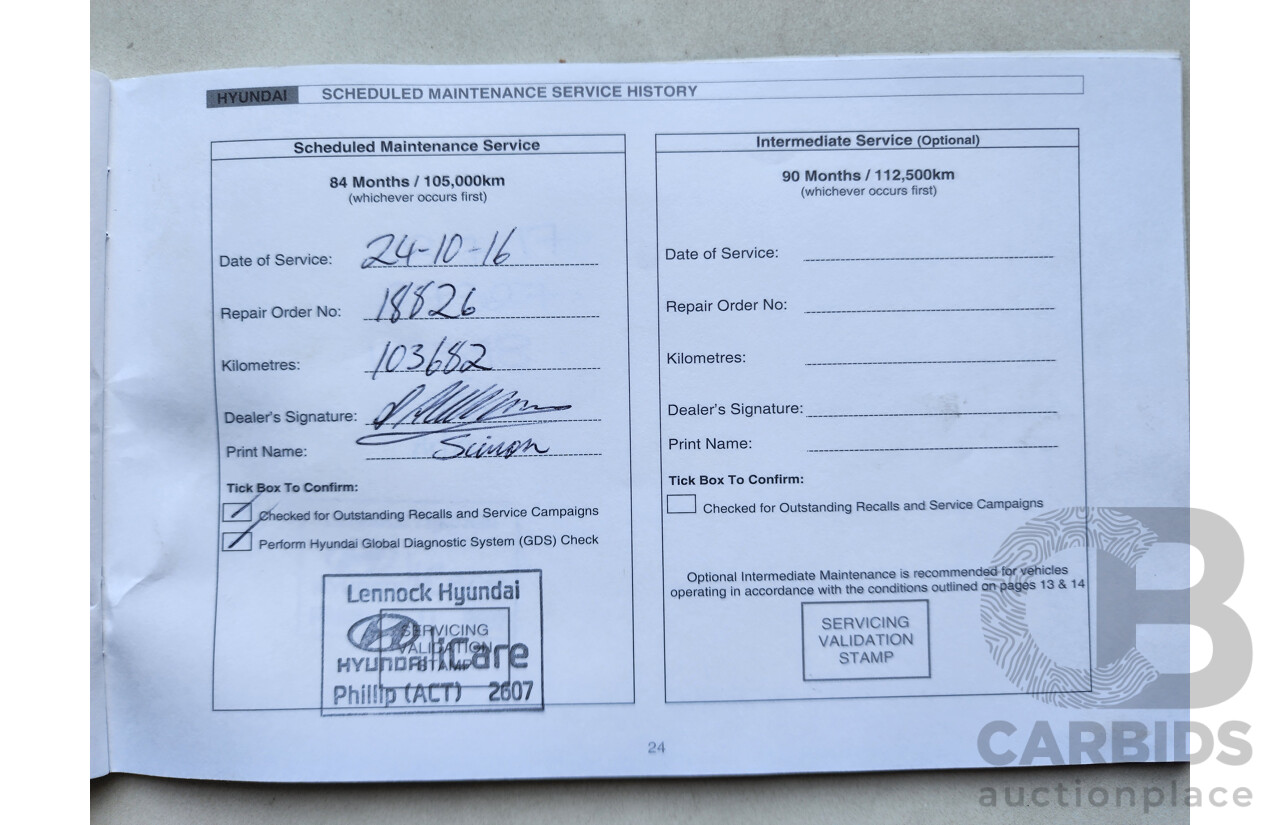 HYUNDAI SCHEDULED MAINTENANCE SERVICE HISTORY
Scheduled Maintenance Service
84 Months / 105,000km
(whichever occurs first)
Date of Service: 24-10-16
Repair Order No: 18826
Kilometres: 103682
Dealer's Signature:
Print Name: Simon
Tick Box To Confirm:
Checked for Outstanding Recalls and Service Campaigns
Perform Hyundai Global Diagnostic System (GDS) Check
Lennock Hyundai
SERVICING
VALIDATION
STAMP
HYUNDAI iCare
Phillip (ACT) 2607
Intermediate Service (Optional)
90 Months / 112,500km
(whichever occurs first)
Date of Service:
Repair Order No:
Kilometres:
Dealer's Signature:
Print Name:
Tick Box To Confirm:
Checked for Outstanding Recalls and Service Campaigns
Optional Intermediate Maintenance is recommended for vehicles
operating in accordance with the conditions outlined on pages 13 & 14
SERVICING
VALIDATION
STAMP
24
CB
CARBIDS
auctionplace